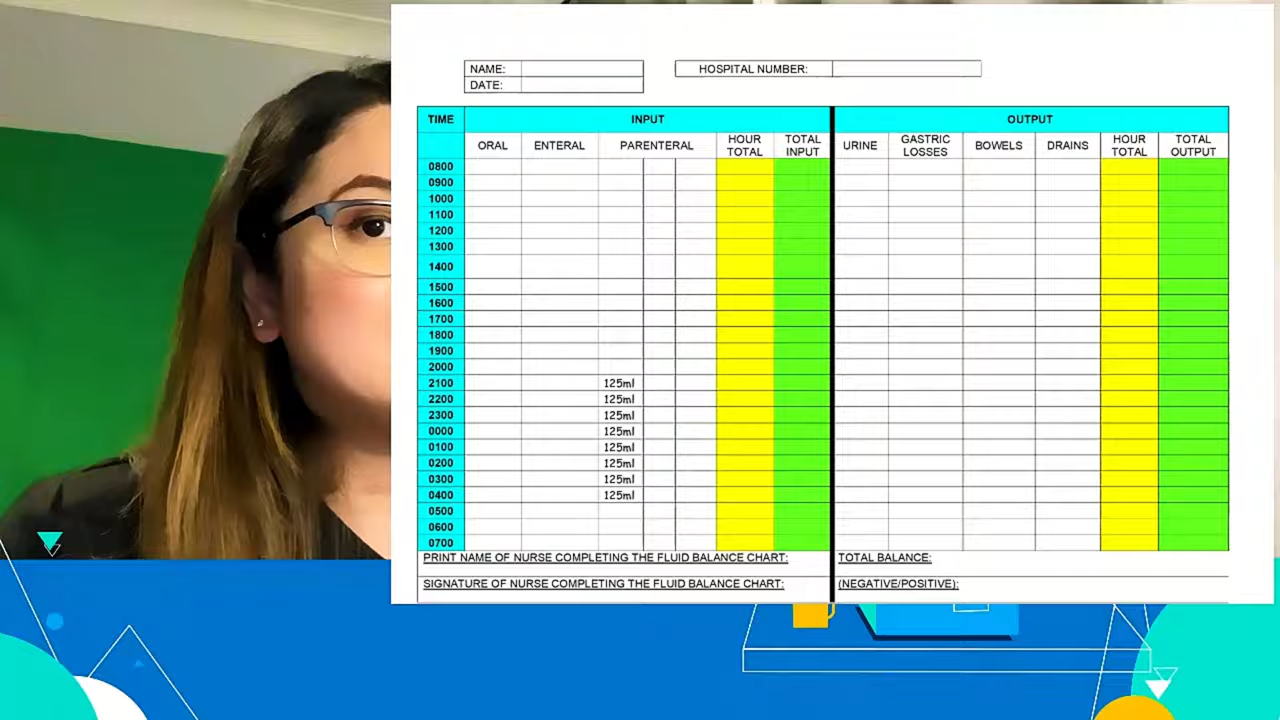 NAME:
HOSPITAL NUMBER:
DATE:
TIME INPUT OUTPUT
ORAL ENTERAL PARENTERAL HOUR TOTAL TOTAL INPUT URINE GASTRIC LOSSES BOWELS DRAINS HOUR TOTAL TOTAL OUTPUT
0800
0900
1000
1100
1200
1300
1400
1500
1600
1700
1800
1900
2000
2100 125ml
2200 125ml
2300 125ml
0000 125ml
0100 125ml
0200 125ml
0300 125ml
0400 125ml
0500
0600
0700
PRINT NAME OF NURSE COMPLETING THE FLUID BALANCE CHART: TOTAL BALANCE:
SIGNATURE OF NURSE COMPLETING THE FLUID BALANCE CHART: (NEGATIVE/POSITIVE):